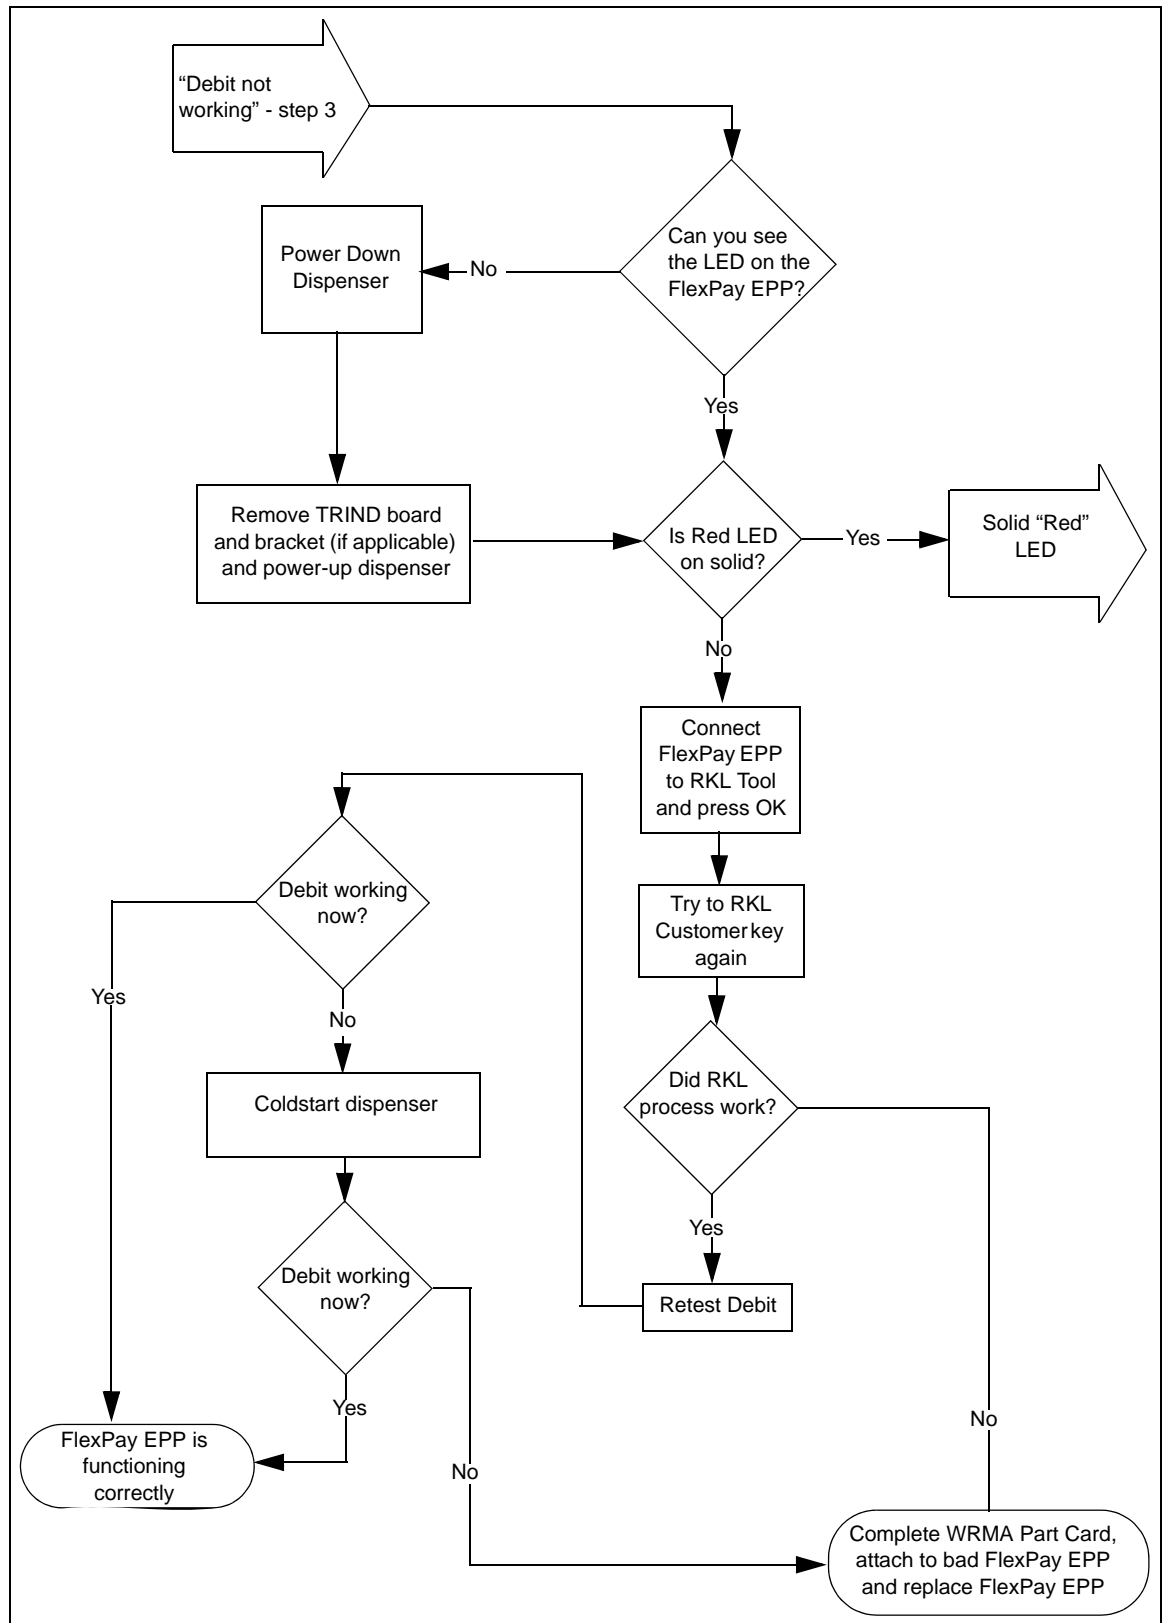 “Debit not
working” - step 3
Can you see
the LED on the
FlexPay EPP?
No
Power Down
Dispenser
Yes
Remove TRIND board
and bracket (if applicable)
and power-up dispenser
Is Red LED
on solid?
Yes
Solid “Red”
LED
No
Connect
FlexPay EPP
to RKL Tool
and press OK
Try to RKL
Customer key
again
Did RKL
process work?
Yes
Retest Debit
No
Debit working
now?
Yes
No
Coldstart dispenser
Debit working
now?
Yes
No
FlexPay EPP is
functioning
correctly
Complete WRMA Part Card,
attach to bad FlexPay EPP
and replace FlexPay EPP